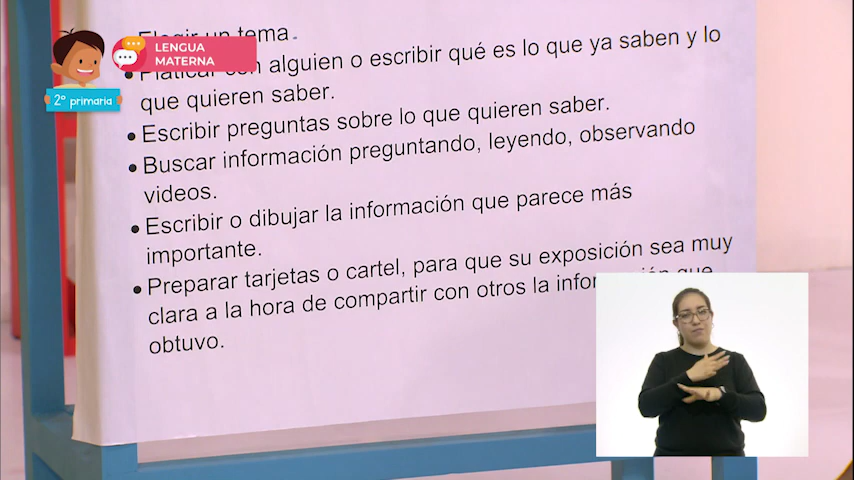 Elegir un tema.
LENGUA
MATERNA
2° primaria
• Platicar con alguien o escribir qué es lo que ya saben y lo
que quieren saber.
• Escribir preguntas sobre lo que quieren saber.
• Buscar información preguntando, leyendo, observando
videos.
• Escribir o dibujar la información que parece más
importante.
• Preparar tarjetas o cartel, para que su exposición sea muy
clara a la hora de compartir con otros la información que
obtuvo.